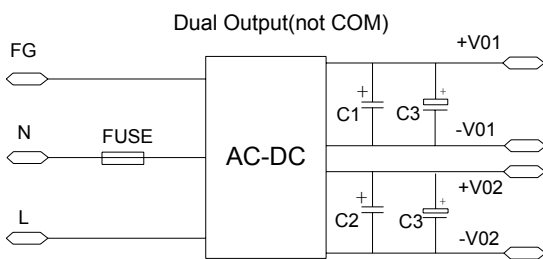 Dual Output(not COM)
FG
N
FUSE
L
AC-DC
+
C1
+
C3
+V01
-V01
+V02
+
C2
+
C3
-V02